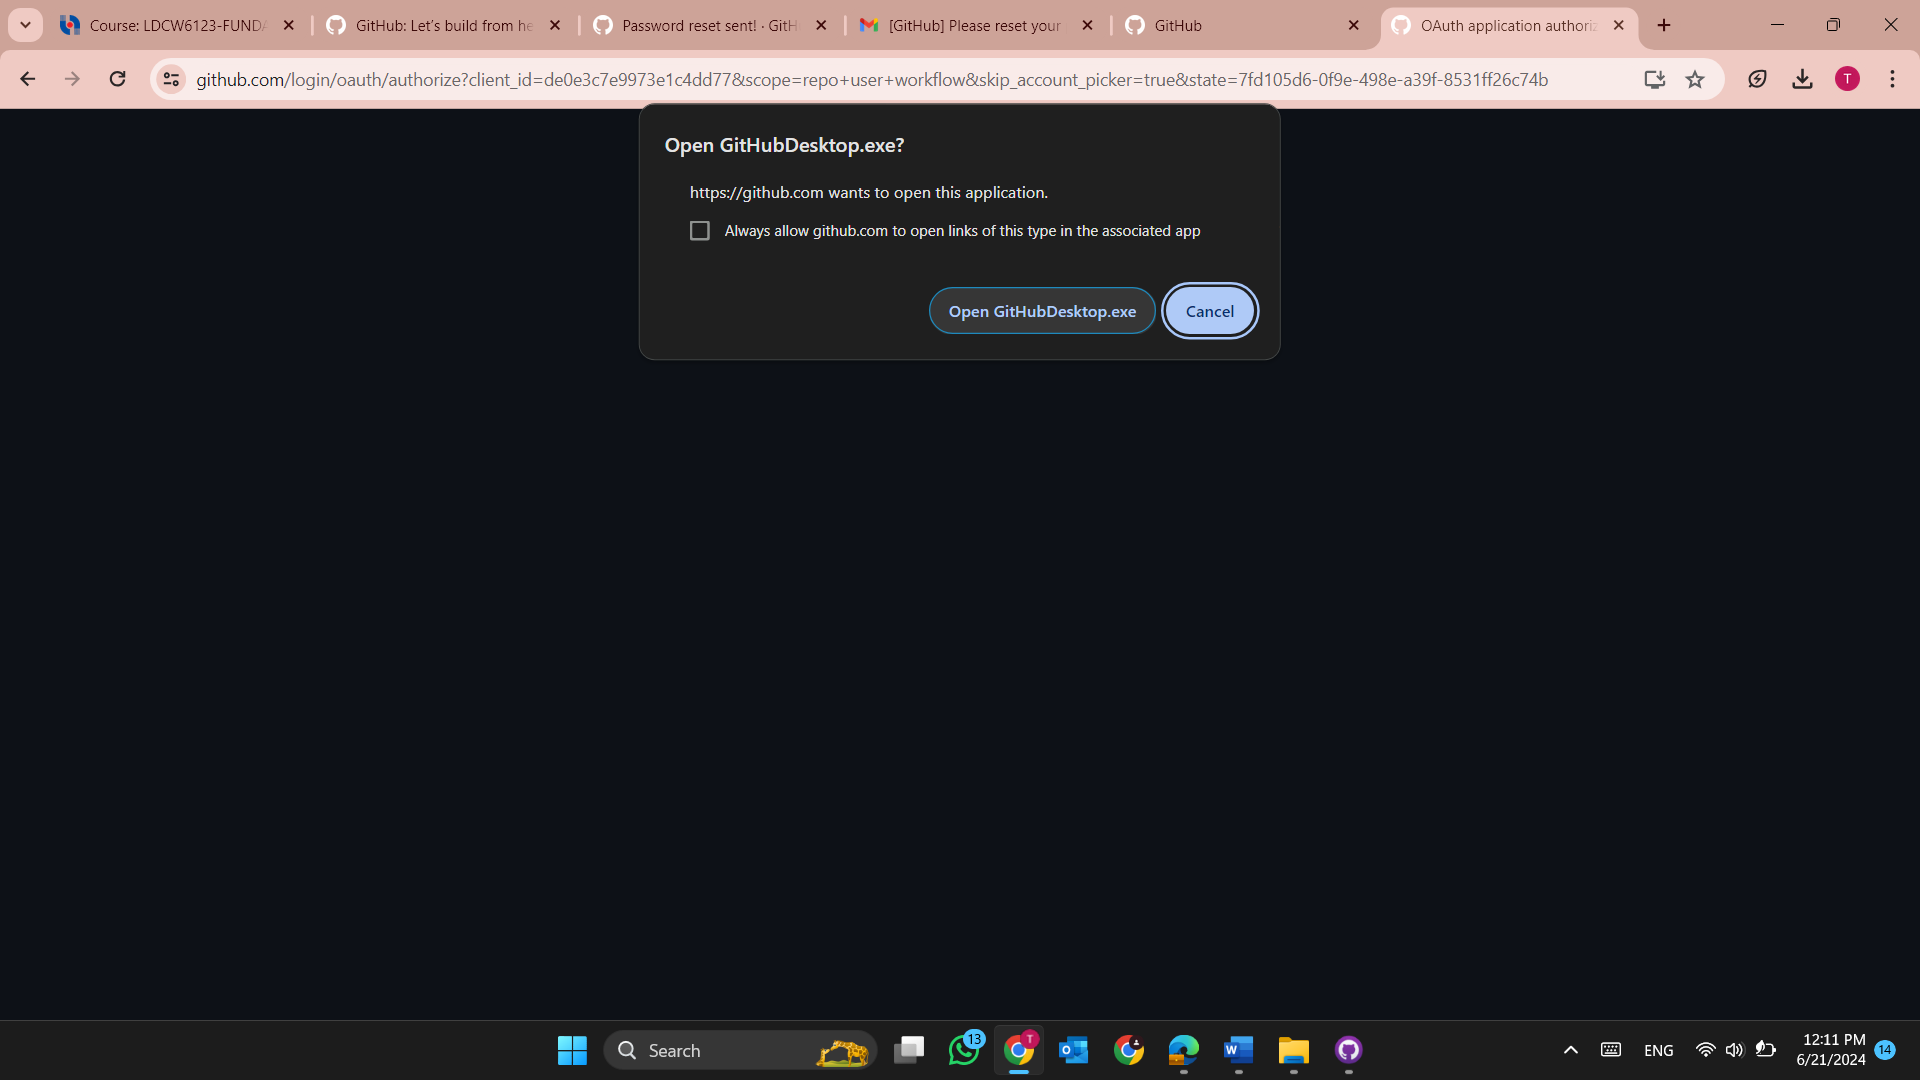 Course: LDCW6123-FUNDA
GitHub: Let's build from he
Password reset sent! · GitH
[GitHub] Please reset your
GitHub
OAuth application authoriz
github.com/login/oauth/authorize?client_id=de0e3c7e9973e1c4dd77&scope=repo+user+workflow&skip_account_picker=true&state=7fd105d6-0f9e-498e-a39f-8531ff26c74b
T
Open GitHubDesktop.exe?
https://github.com wants to open this application.
Always allow github.com to open links of this type in the associated app
Open GitHubDesktop.exe
Cancel
Search
13
T
ENG
12:11 PM
6/21/2024
14